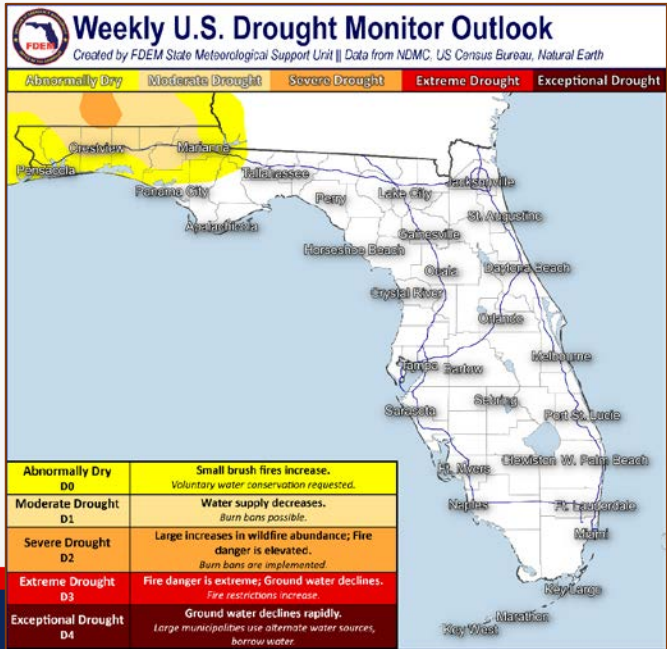 FDEM
Weekly U.S. Drought Monitor Outlook
Created by FDEM State Meteorological Support Unit || Data from NDMC, US Census Bureau, Natural Earth
Abnormally Dry Moderate Drought Severe Drought Extreme Drought Exceptional Drought
Crestview Marianna
Pensacola
Tallahassee
Panama City
Apalachicola
Perry
Lake City
Jacksonville
St. Augustine
Gainesville
Horseshoe Beach
Ocala
Daytona Beach
Crystal River
Orlando
Tampa Bartow
Melbourne
Sebring
Sarasota
Port St. Lucie
Ft. Myers
Clewiston W. Palm Beach
Naples
Ft. Lauderdale
Miami
Key Largo
Marathon
Key West
Abnormally Dry
D0
Small brush fires increase.
Voluntary water conservation requested.
Moderate Drought
D1
Water supply decreases.
Burn bans possible.
Severe Drought
D2
Large increases in wildfire abundance; Fire
danger is elevated.
Burn bans are implemented.
Extreme Drought
D3
Fire danger is extreme; Ground water declines.
Fire restrictions increase.
Exceptional Drought
D4
Ground water declines rapidly.
Large municipalities use alternate water sources,
borrow water.